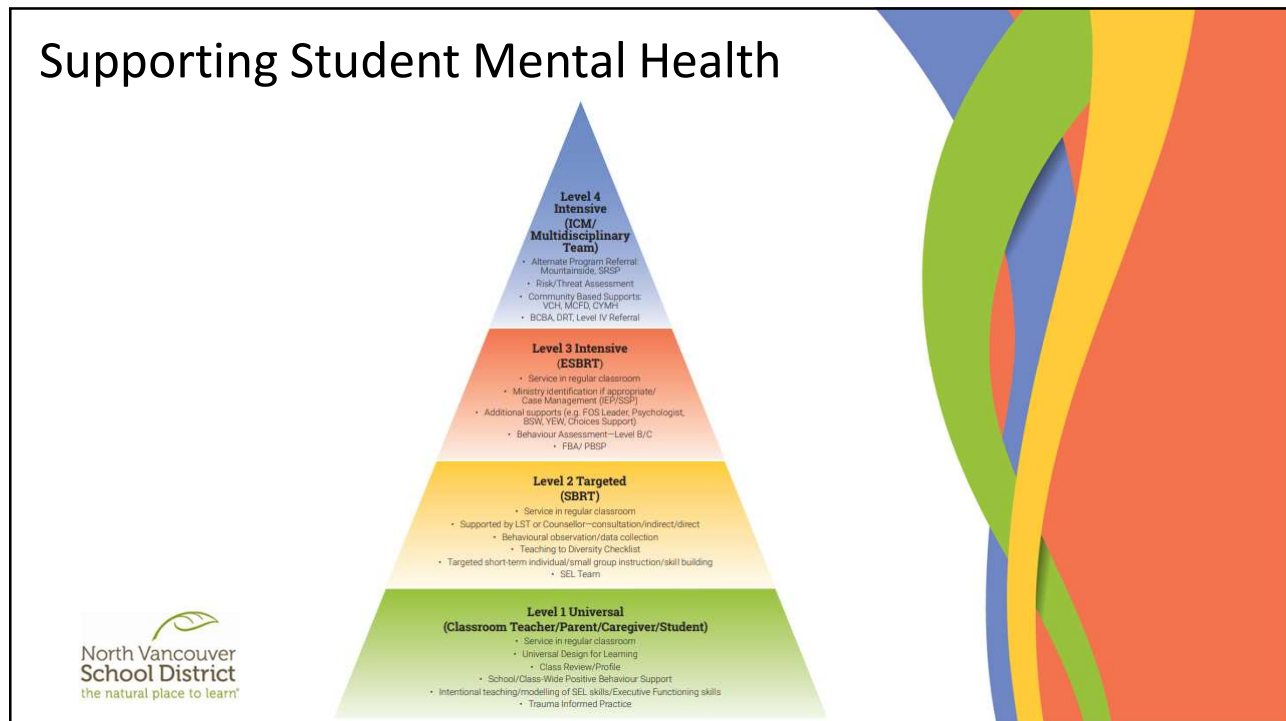 Supporting Student Mental Health
Level 4
Intensive
(ICM/
Multidisciplinary
Team)
• Alternate Program Referral:
Mountainside, SRSP
• Risk/Threat Assessment
• Community Based Supports:
VCH, MCFD, CYMH
• BCBA, DRT, Level IV Referral
Level 3 Intensive
(ESBRT)
• Service in regular classroom
• Ministry identification if appropriate/
Case Management (IEP/SSP)
• Additional supports (e.g. FOS Leader, Psychologist,
BSW, YEW, Choices Support)
• Behaviour Assessment—Level B/C
• FBA/ PBSP
Level 2 Targeted
(SBRT)
• Service in regular classroom
• Supported by LST or Counsellor—consultation/indirect/direct
• Behavioural observation/data collection
• Teaching to Diversity Checklist
• Targeted short-term individual/small group instruction/skill building
• SEL Team
Level 1 Universal
(Classroom Teacher/Parent/Caregiver/Student)
• Service in regular classroom
• Universal Design for Learning
• Class Review/Profile
• School/Class-Wide Positive Behaviour Support
• Intentional teaching/modelling of SEL skills/Executive Functioning skills
• Trauma Informed Practice
North Vancouver
School District
the natural place to learn®